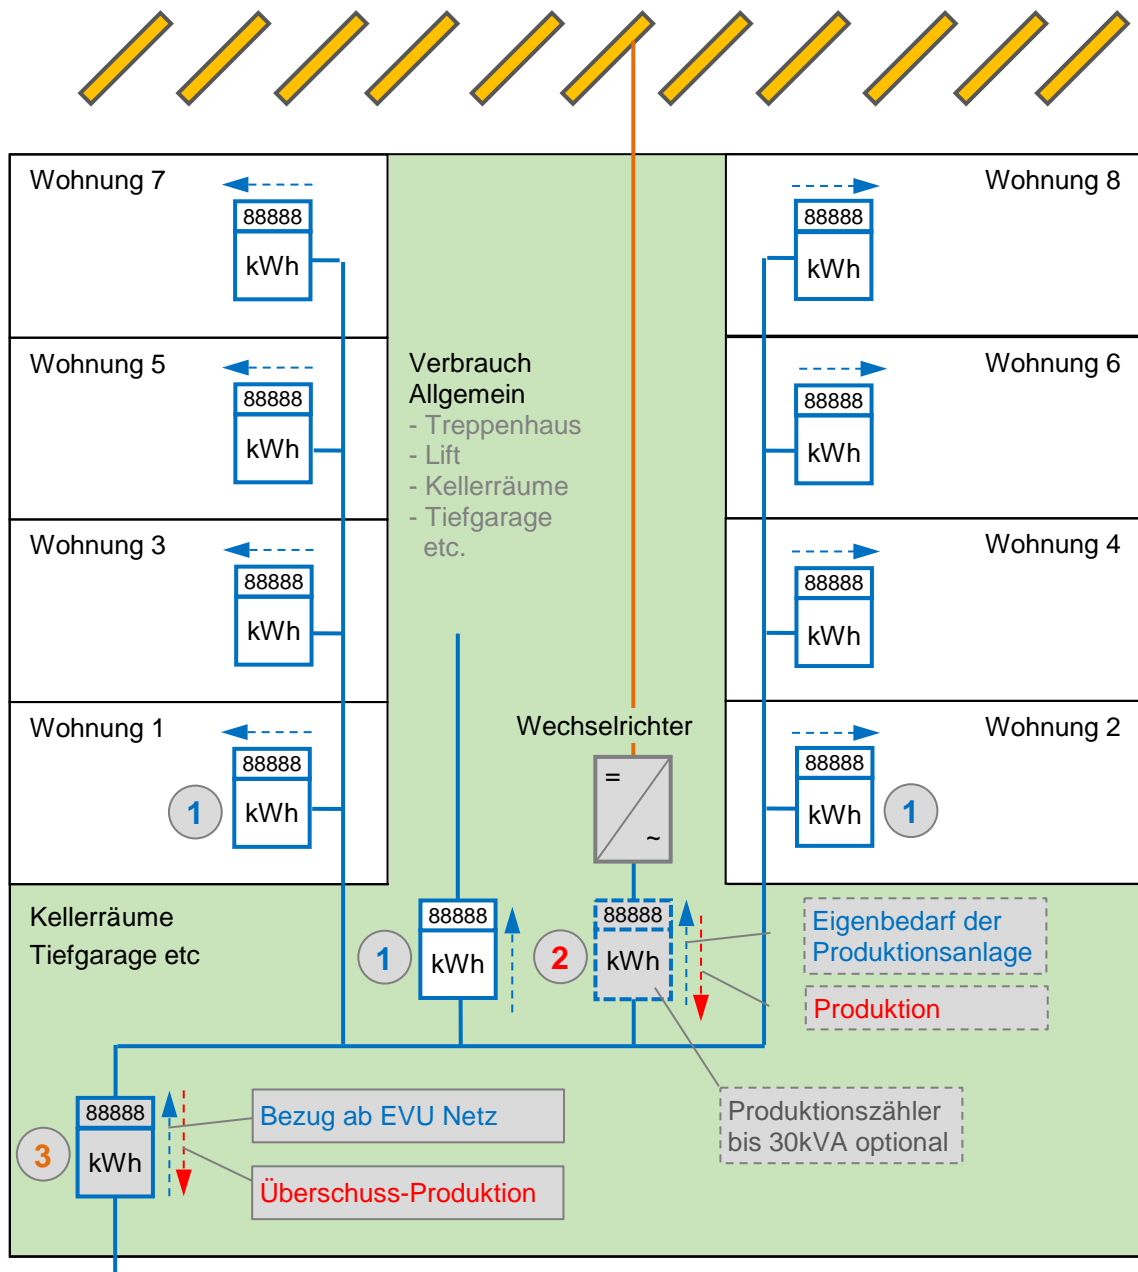 Wohnung 7
88888
kWh
Wohnung 8
88888
kWh
Wohnung 5
88888
kWh
Verbrauch
Allgemein
- Treppenhaus
- Lift
- Kellerräume
- Tiefgarage
etc.
Wohnung 6
88888
kWh
Wohnung 3
88888
kWh
Wohnung 4
88888
kWh
Wohnung 1
88888
kWh
1
Wechselrichter
=
~
Wohnung 2
88888
kWh
1
Kellerräume
Tiefgarage etc
88888
kWh
1
88888
kWh
2
Eigenbedarf der
Produktionsanlage
Produktion
88888
kWh
3
Bezug ab EVU Netz
Überschuss-Produktion
Produktionszähler
bis 30kVA optional